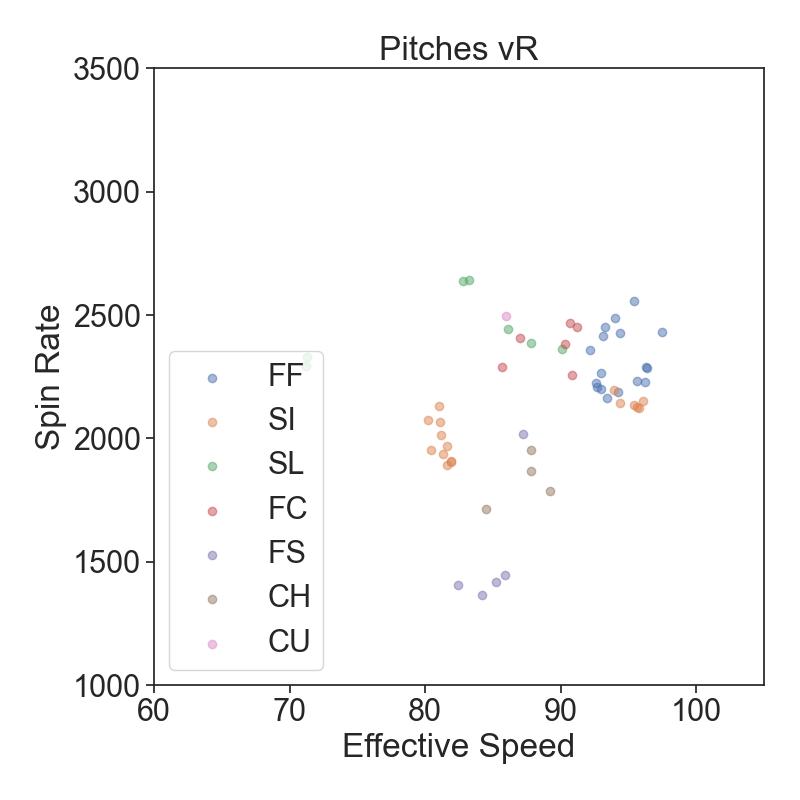 Pitches vR
3500
3000
2500
2000
1500
1000
Spin Rate
FF
SI
SL
FC
FS
CH
CU
60 70 80 90 100
Effective Speed